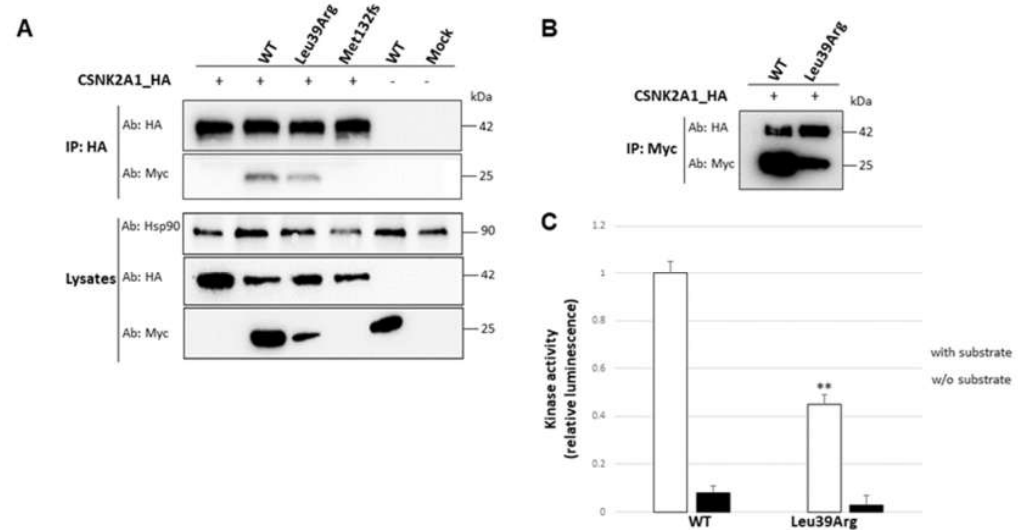 A
WT
Leu39Arg
Met132fs
WT
Mock
CSNK2A1_HA + + + + - -
kDa
IP: HA
Ab: HA
42
Ab: Myc
25
Lysates
Ab: Hsp90
90
Ab: HA
42
Ab: Myc
25
B
WT
Leu39Arg
CSNK2A1_HA + +
kDa
IP: Myc
Ab: HA
42
Ab: Myc
25
C
Kinase activity
(relative luminescence)
1.2
1
0.8
0.6
0.4
0.2
0
**
WT
Leu39Arg
with substrate
w/o substrate